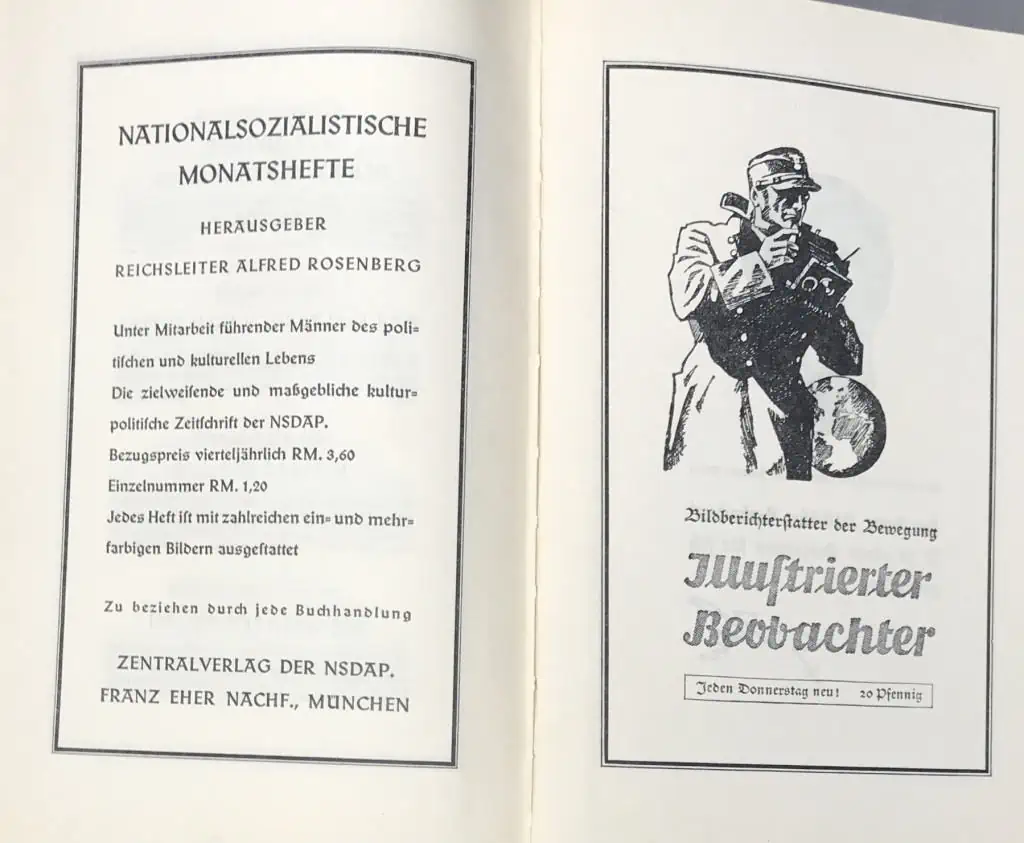 NATIONALSOZIALISTISCHE
MONATSHEFTE
HERAUSGEBER
REICHSLEITER ALFRED ROSENBERG
Unter Mitarbeit führender Männer des poli=
tiſchen und kulturellen Lebens
Die zielweiſende und maßgebliche kultur=
politiſche Zeitſchrift der NSDAP.
Bezugspreis vierteljährlich RM. 3,60
Einzelnummer RM. 1,20
Jedes Heft iſt mit zahlreichen ein= und mehr=
farbigen Bildern ausgeſtattet
Zu beziehen durch jede Buchhandlung
ZENTRALVERLAG DER NSDAP.
FRANZ EHER NACHF., MÜNCHEN
Bildberichterſtatter der Bewegung
Illuſtrierter
Beobachter
Jeden Donnerstag neu! 20 Pfennig